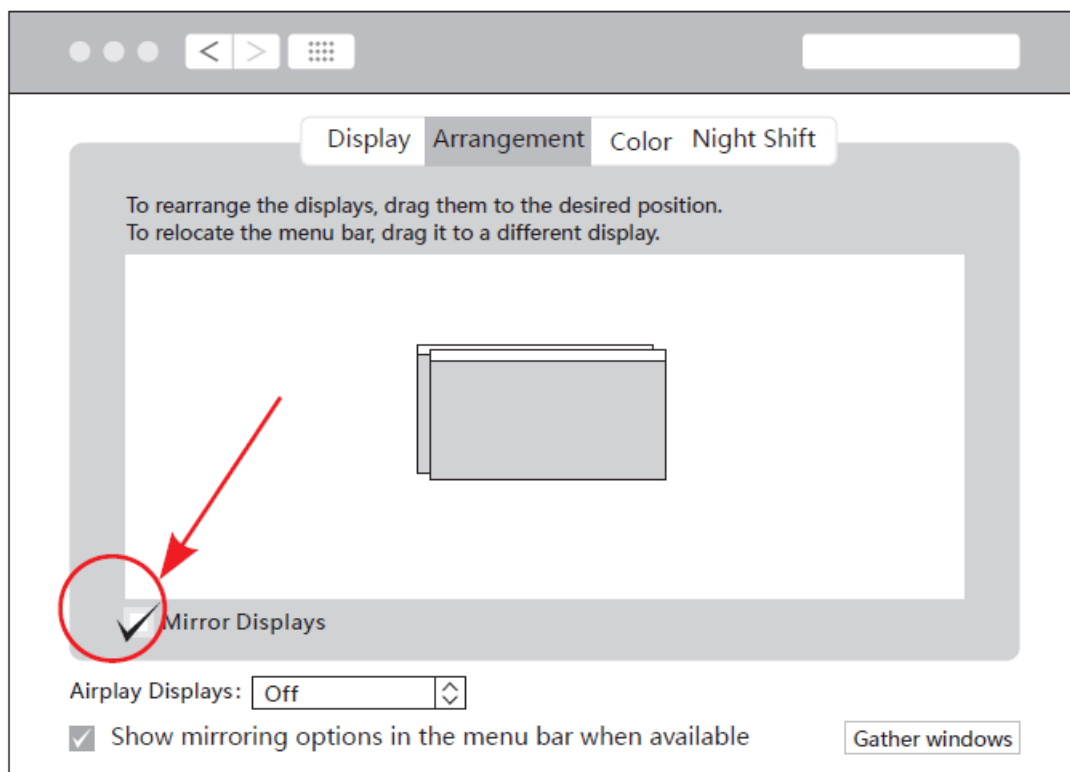 Display Arrangement Color Night Shift
To rearrange the displays, drag them to the desired position.
To relocate the menu bar, drag it to a different display.
Mirror Displays
Airplay Displays: Off
Show mirroring options in the menu bar when available
Gather windows